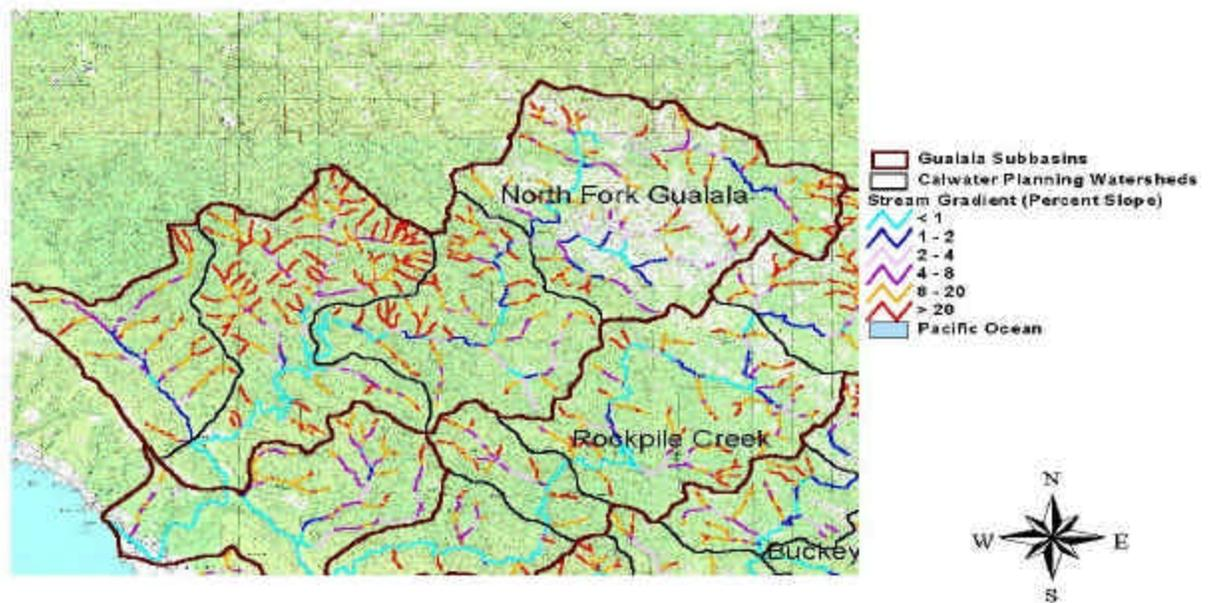 North Fork Gualala
Rockpile Creek
Buckey
Gualala Subbasins
Calwater Planning Watersheds
Stream Gradient (Percent Slope)
< 1
1 - 2
2 - 4
4 - 8
8 - 20
> 20
Pacific Ocean
N
W E
S